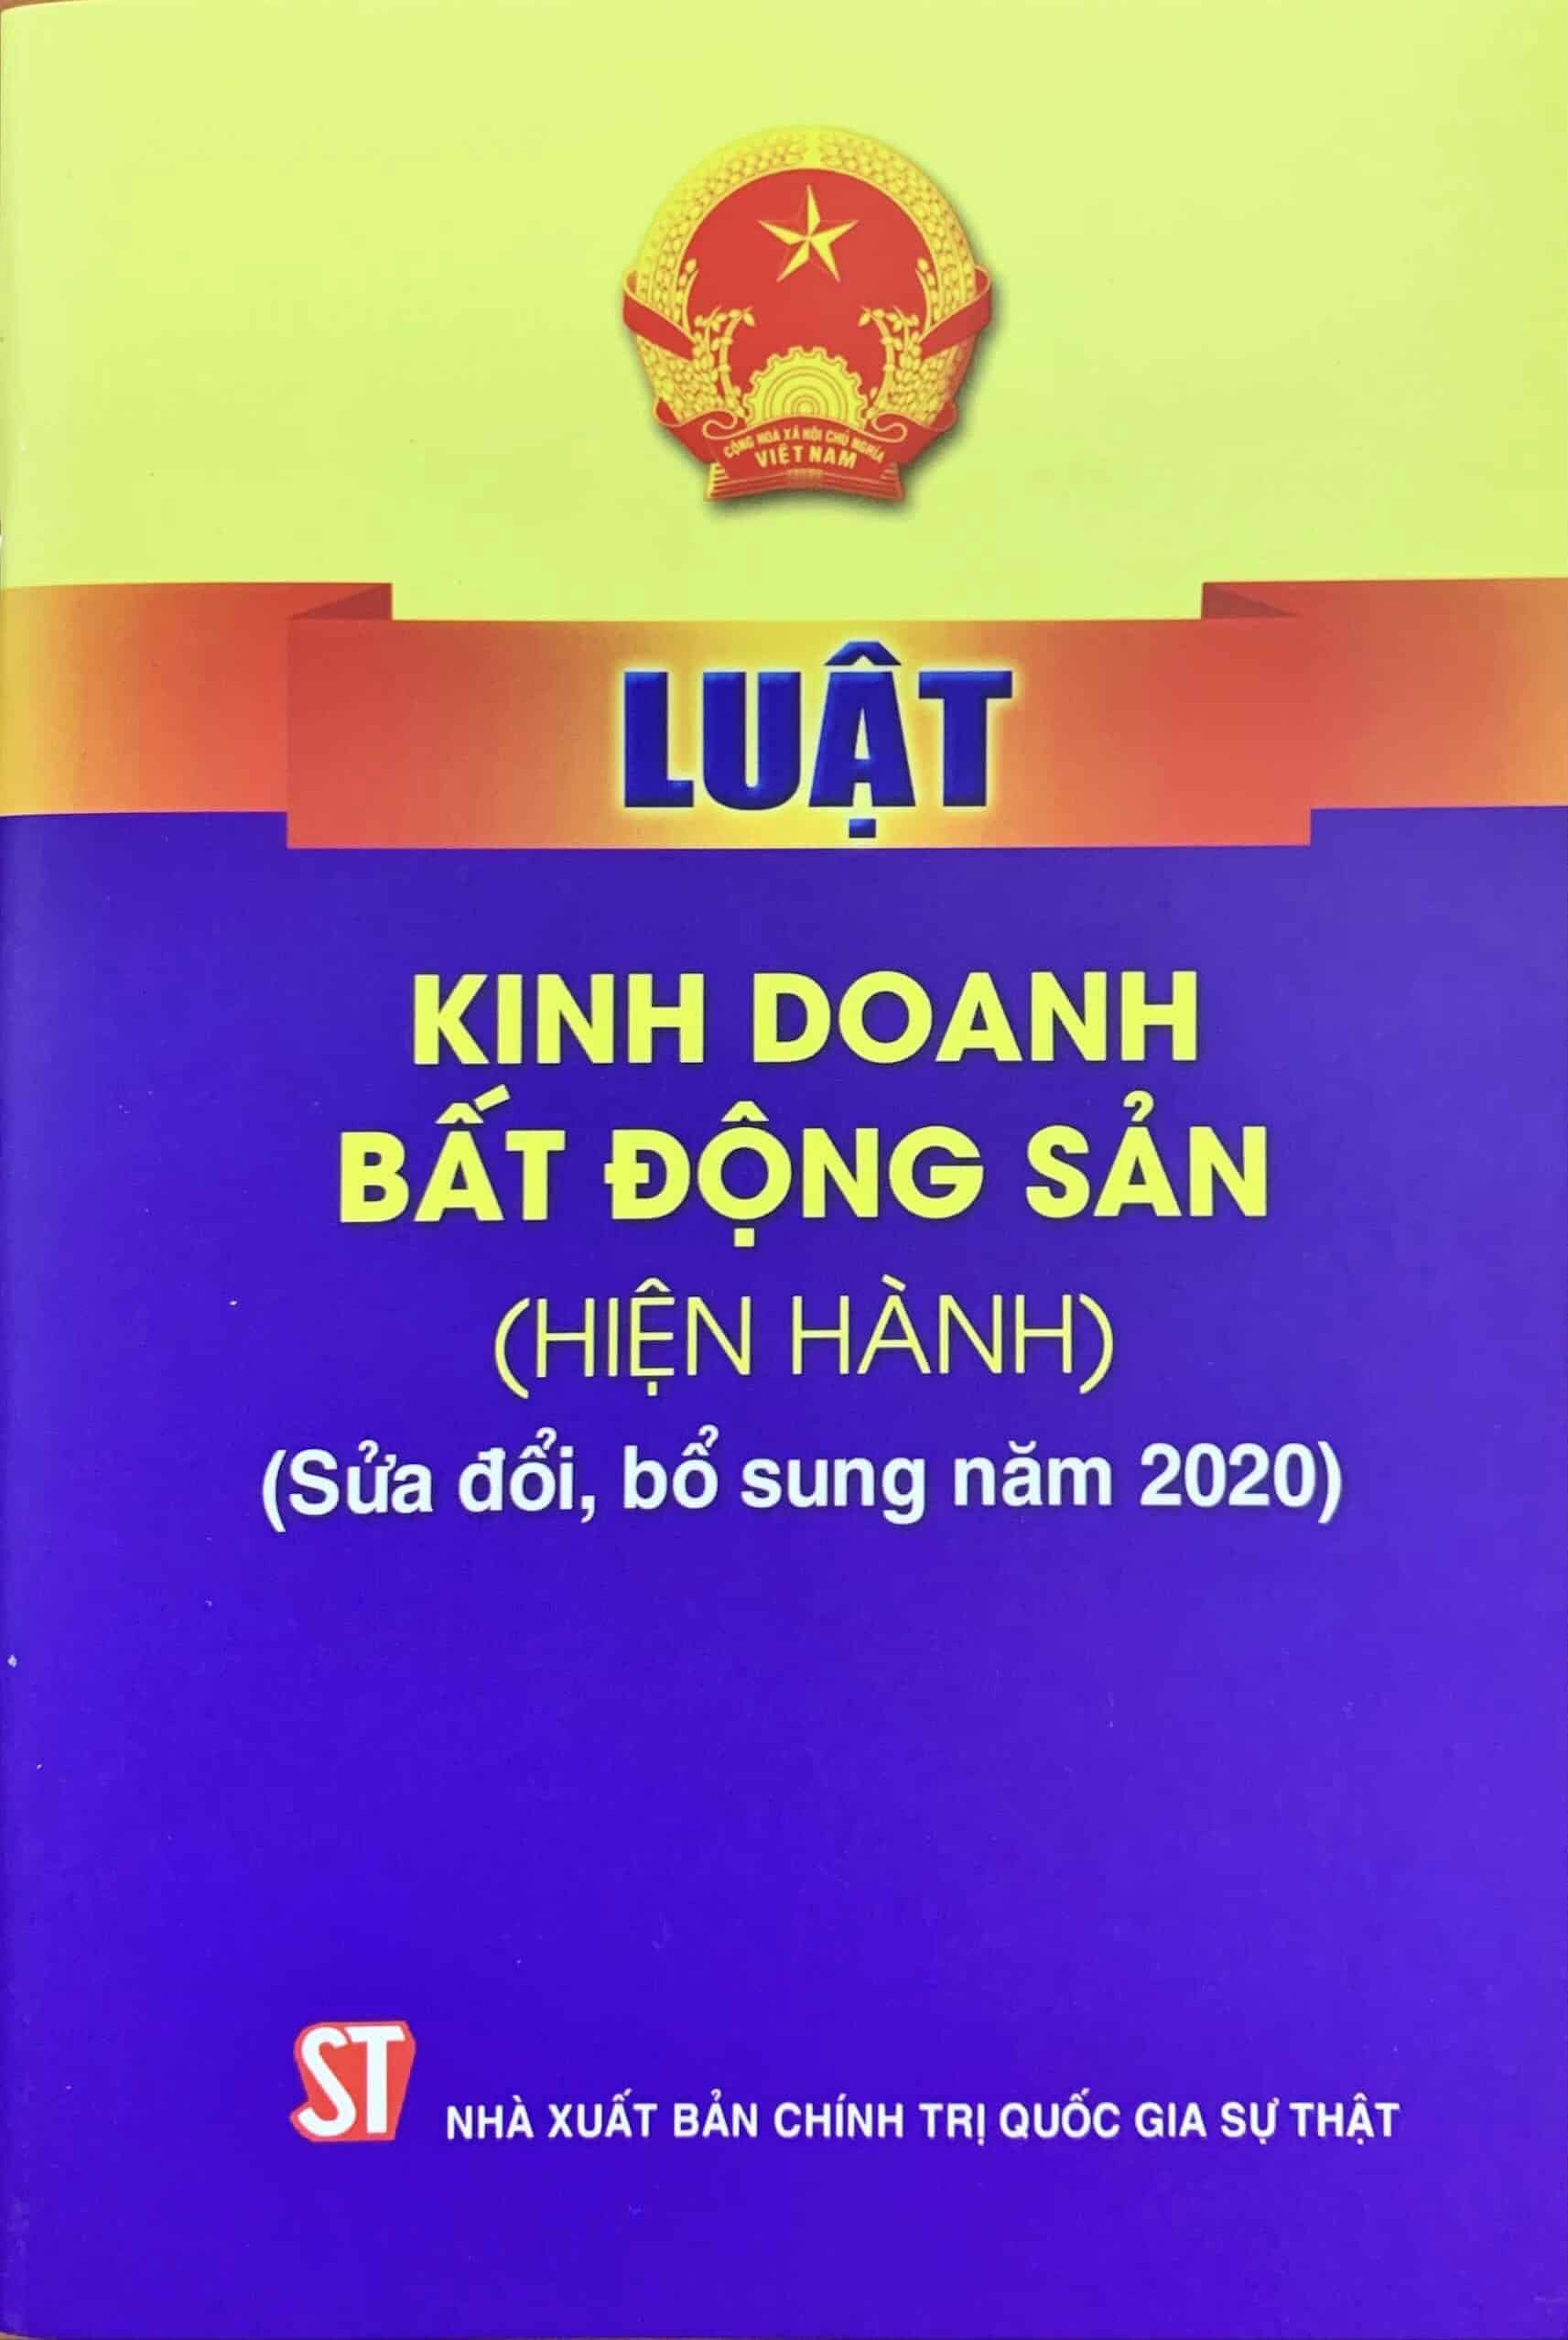 CỘNG HOÀ XÃ HỘI CHỦ NGHĨA
VIỆT NAM
LUẬT
KINH DOANH
BẤT ĐỘNG SẢN
(HIỆN HÀNH)
(Sửa đổi, bổ sung năm 2020)
ST
NHÀ XUẤT BẢN CHÍNH TRỊ QUỐC GIA SỰ THẬT